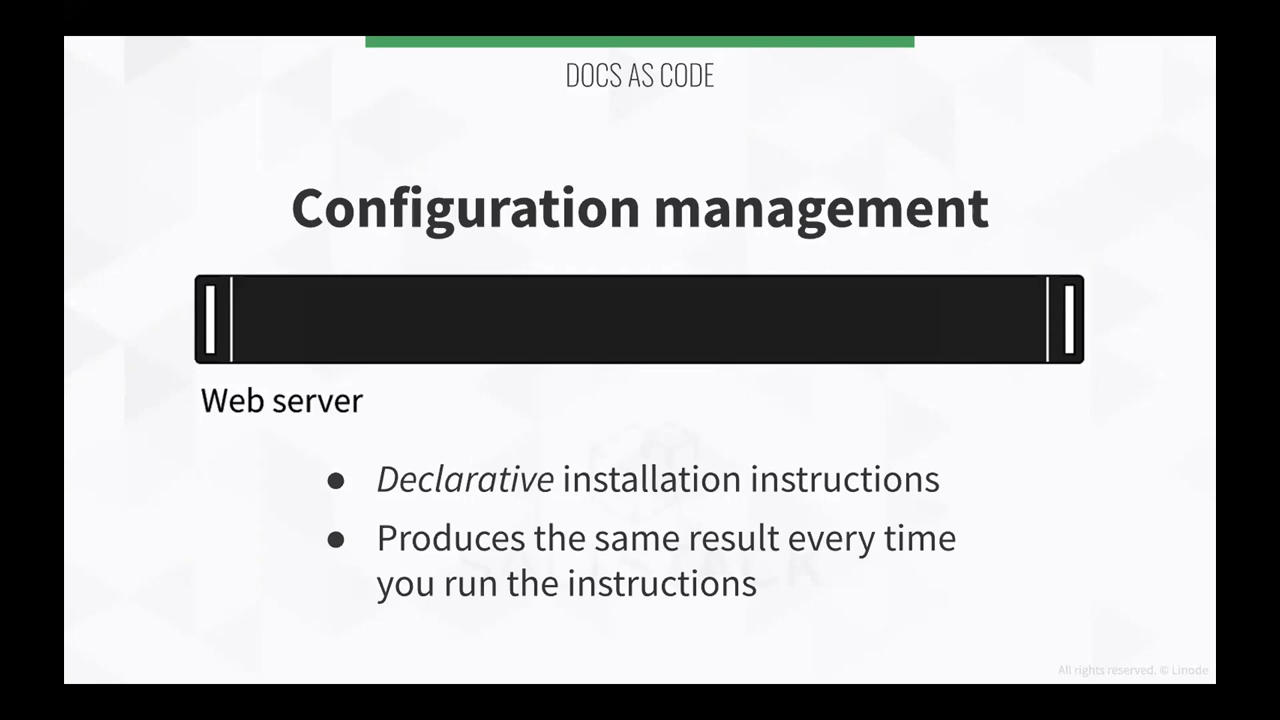 DOCS AS CODE
Configuration management
Web server
● Declarative installation instructions
● Produces the same result every time
you run the instructions
All rights reserved. © Linode